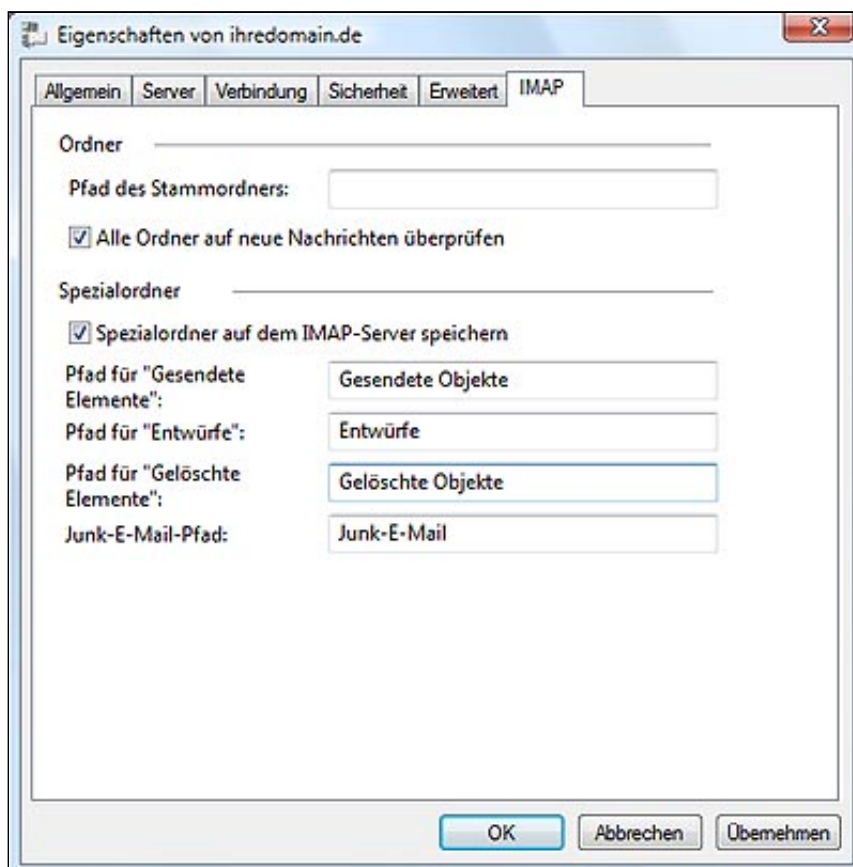 Eigenschaften von ihredomain.de
Allgemein Server Verbindung Sicherheit Erweitert IMAP
Ordner
Pfad des Stammordners:
Alle Ordner auf neue Nachrichten überprüfen
Spezialordner
Spezialordner auf dem IMAP-Server speichern
Pfad für "Gesendete Elemente": Gesendete Objekte
Pfad für "Entwürfe": Entwürfe
Pfad für "Gelöschte Elemente": Gelöschte Objekte
Junk-E-Mail-Pfad: Junk-E-Mail
OK Abbrechen Übernehmen